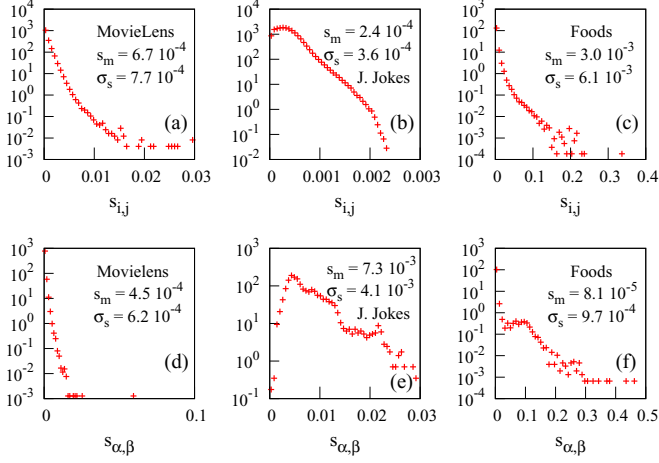 10^4
10^3
10^2
10^1
10^0
10^-1
10^-2
10^-3
MovieLens
s_m = 6.7 10^-4
σ_s = 7.7 10^-4
(a)
0 0.01 0.02 0.03
s_i,j
10^4
10^3
10^2
10^1
10^0
10^-1
10^-2
s_m = 2.4 10^-4
σ_s = 3.6 10^-4
J. Jokes
(b)
0 0.001 0.002 0.003
s_i,j
10^3
10^2
10^1
10^0
10^-1
10^-2
10^-3
10^-4
Foods
s_m = 3.0 10^-3
σ_s = 6.1 10^-3
(c)
0 0.1 0.2 0.3 0.4
s_i,j
10^3
10^2
10^1
10^0
10^-1
10^-2
10^-3
Movielens
s_m = 4.5 10^-4
σ_s = 6.2 10^-4
(d)
0 0.1
s_α,β
10^3
10^2
10^1
10^0
10^-1
s_m = 7.3 10^-3
σ_s = 4.1 10^-3
J. Jokes
(e)
0 0.01 0.02 0.03
s_α,β
10^3
10^2
10^1
10^0
10^-1
10^-2
10^-3
10^-4
Foods
s_m = 8.1 10^-5
σ_s = 9.7 10^-4
(f)
0 0.1 0.2 0.3 0.4 0.5
s_α,β